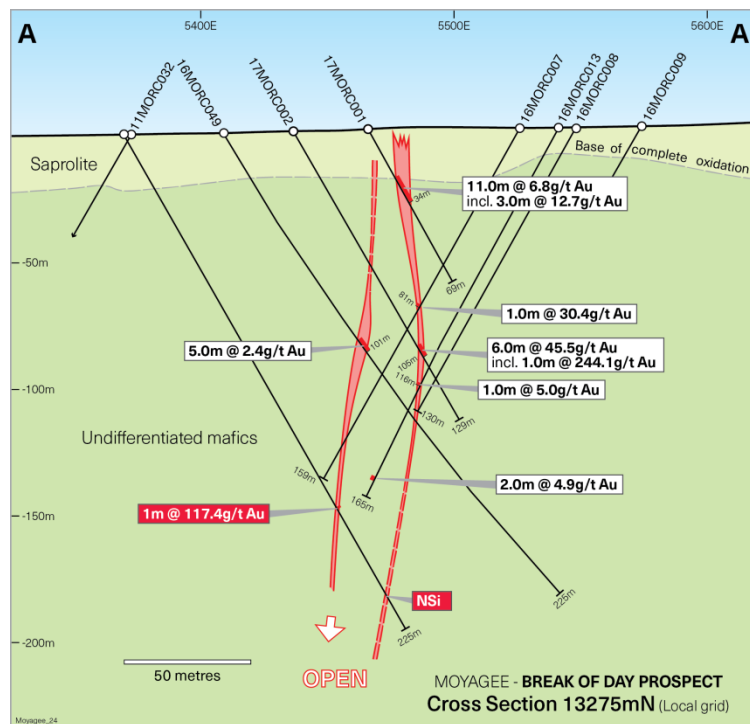 A
5400E
5500E
5600E
A
11MORC032
16MORC049
17MORC002
17MORC001
16MORC007
16MORC013
16MORC008
16MORC009
Saprolite
Base of complete oxidation
34m
11.0m @ 6.8g/t Au
incl. 3.0m @ 12.7g/t Au
-50m
69m
81m
1.0m @ 30.4g/t Au
5.0m @ 2.4g/t Au
101m
105m
6.0m @ 45.5g/t Au
incl. 1.0m @ 244.1g/t Au
-100m
116m
1.0m @ 5.0g/t Au
130m
129m
Undifferentiated mafics
159m
165m
2.0m @ 4.9g/t Au
-150m
1m @ 117.4g/t Au
NSi
225m
225m
-200m
50 metres
OPEN
MOYAGEE - BREAK OF DAY PROSPECT
Cross Section 13275mN (Local grid)
Moyagee_24